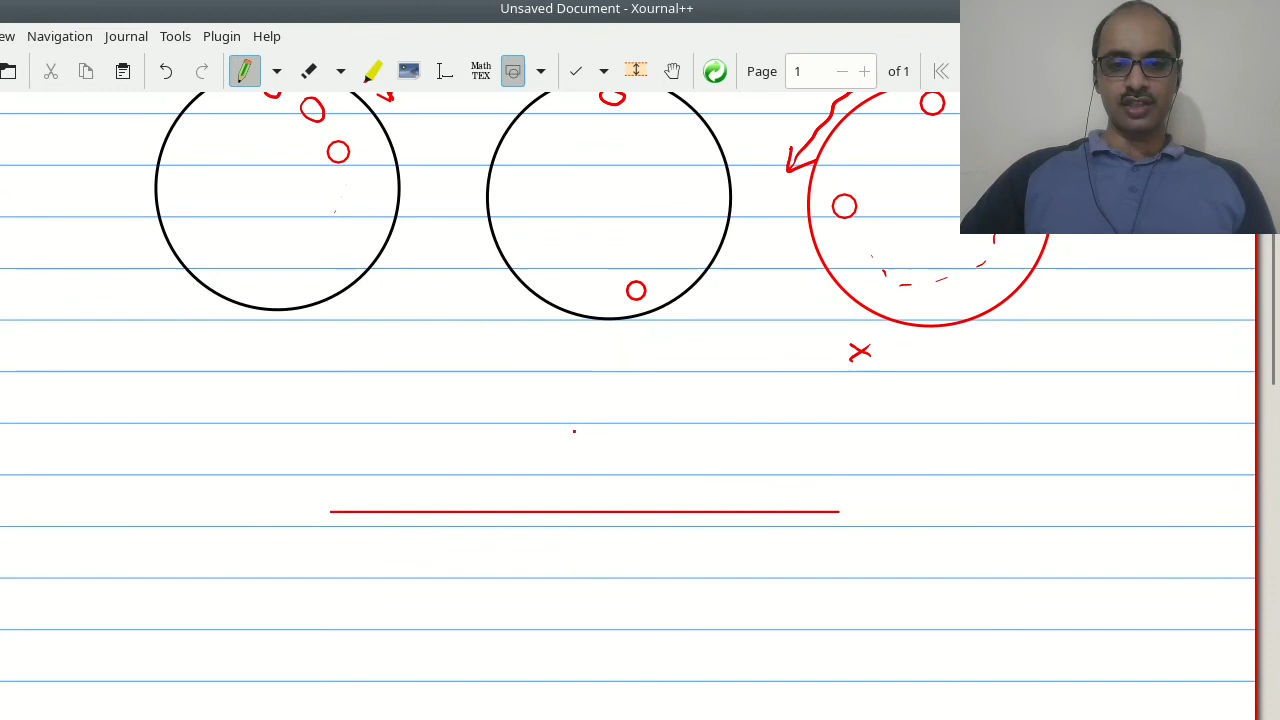 Unsaved Document - Xournal++
ew Navigation Journal Tools Plugin Help
Math TEX Page 1 of 1
x